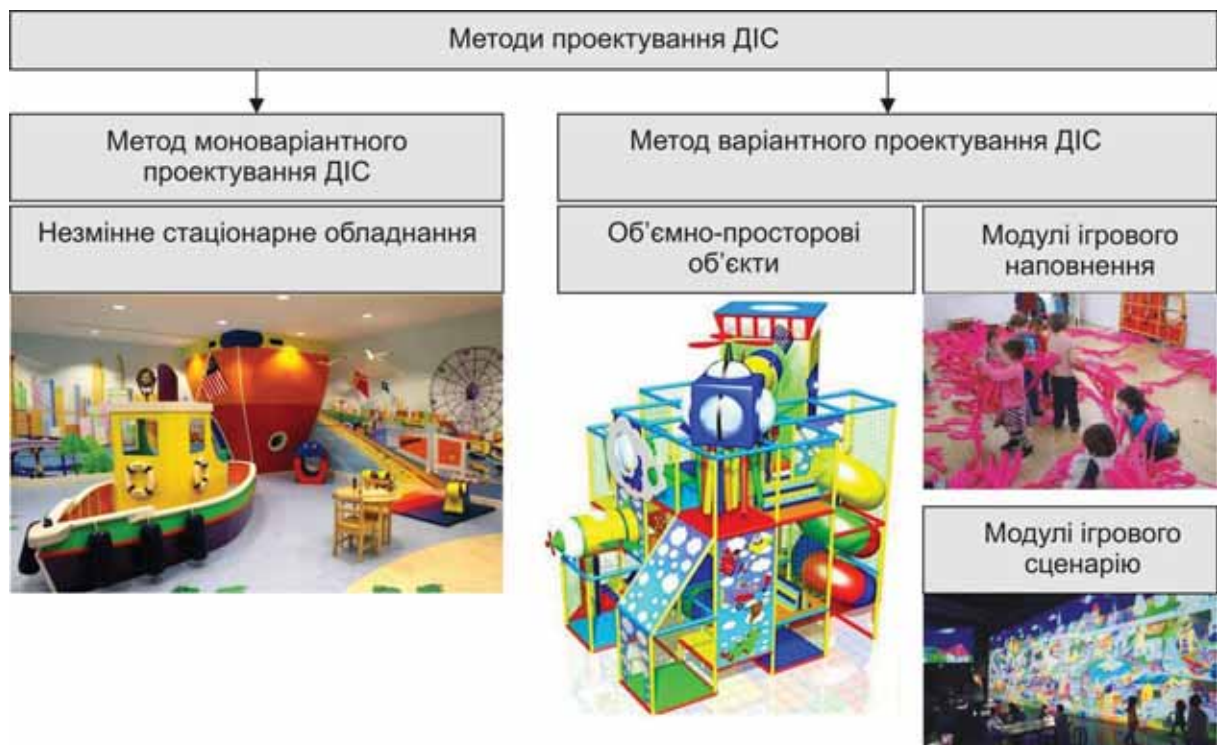 Методи проектування ДІС
Метод моноваріантного
проектування ДІС
Метод варіантного проектування ДІС
Незмінне стаціонарне обладнання
Об’ємно-просторові
об’єкти
Модулі ігрового
наповнення
Модулі ігрового
сценарію